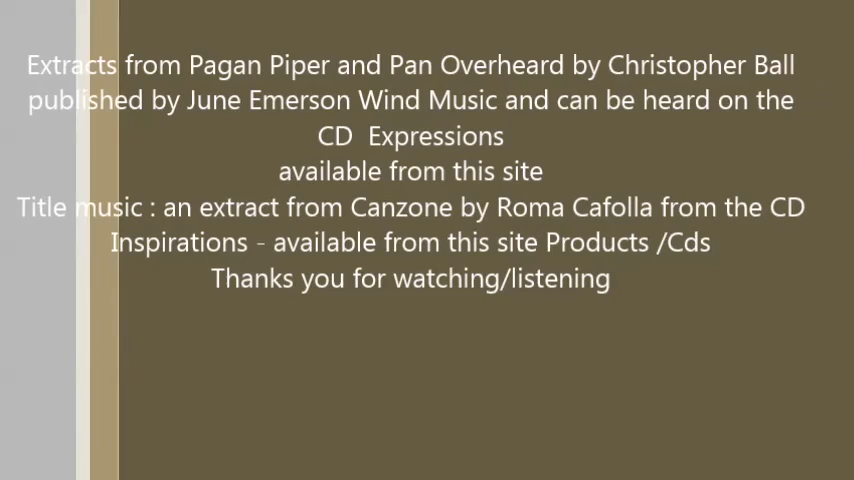 Extracts from Pagan Piper and Pan Overheard by Christopher Ball
published by June Emerson Wind Music and can be heard on the
CD  Expressions
available from this site
Title music : an extract from Canzone by Roma Cafolla from the CD
Inspirations - available from this site Products /Cds
Thanks you for watching/listening